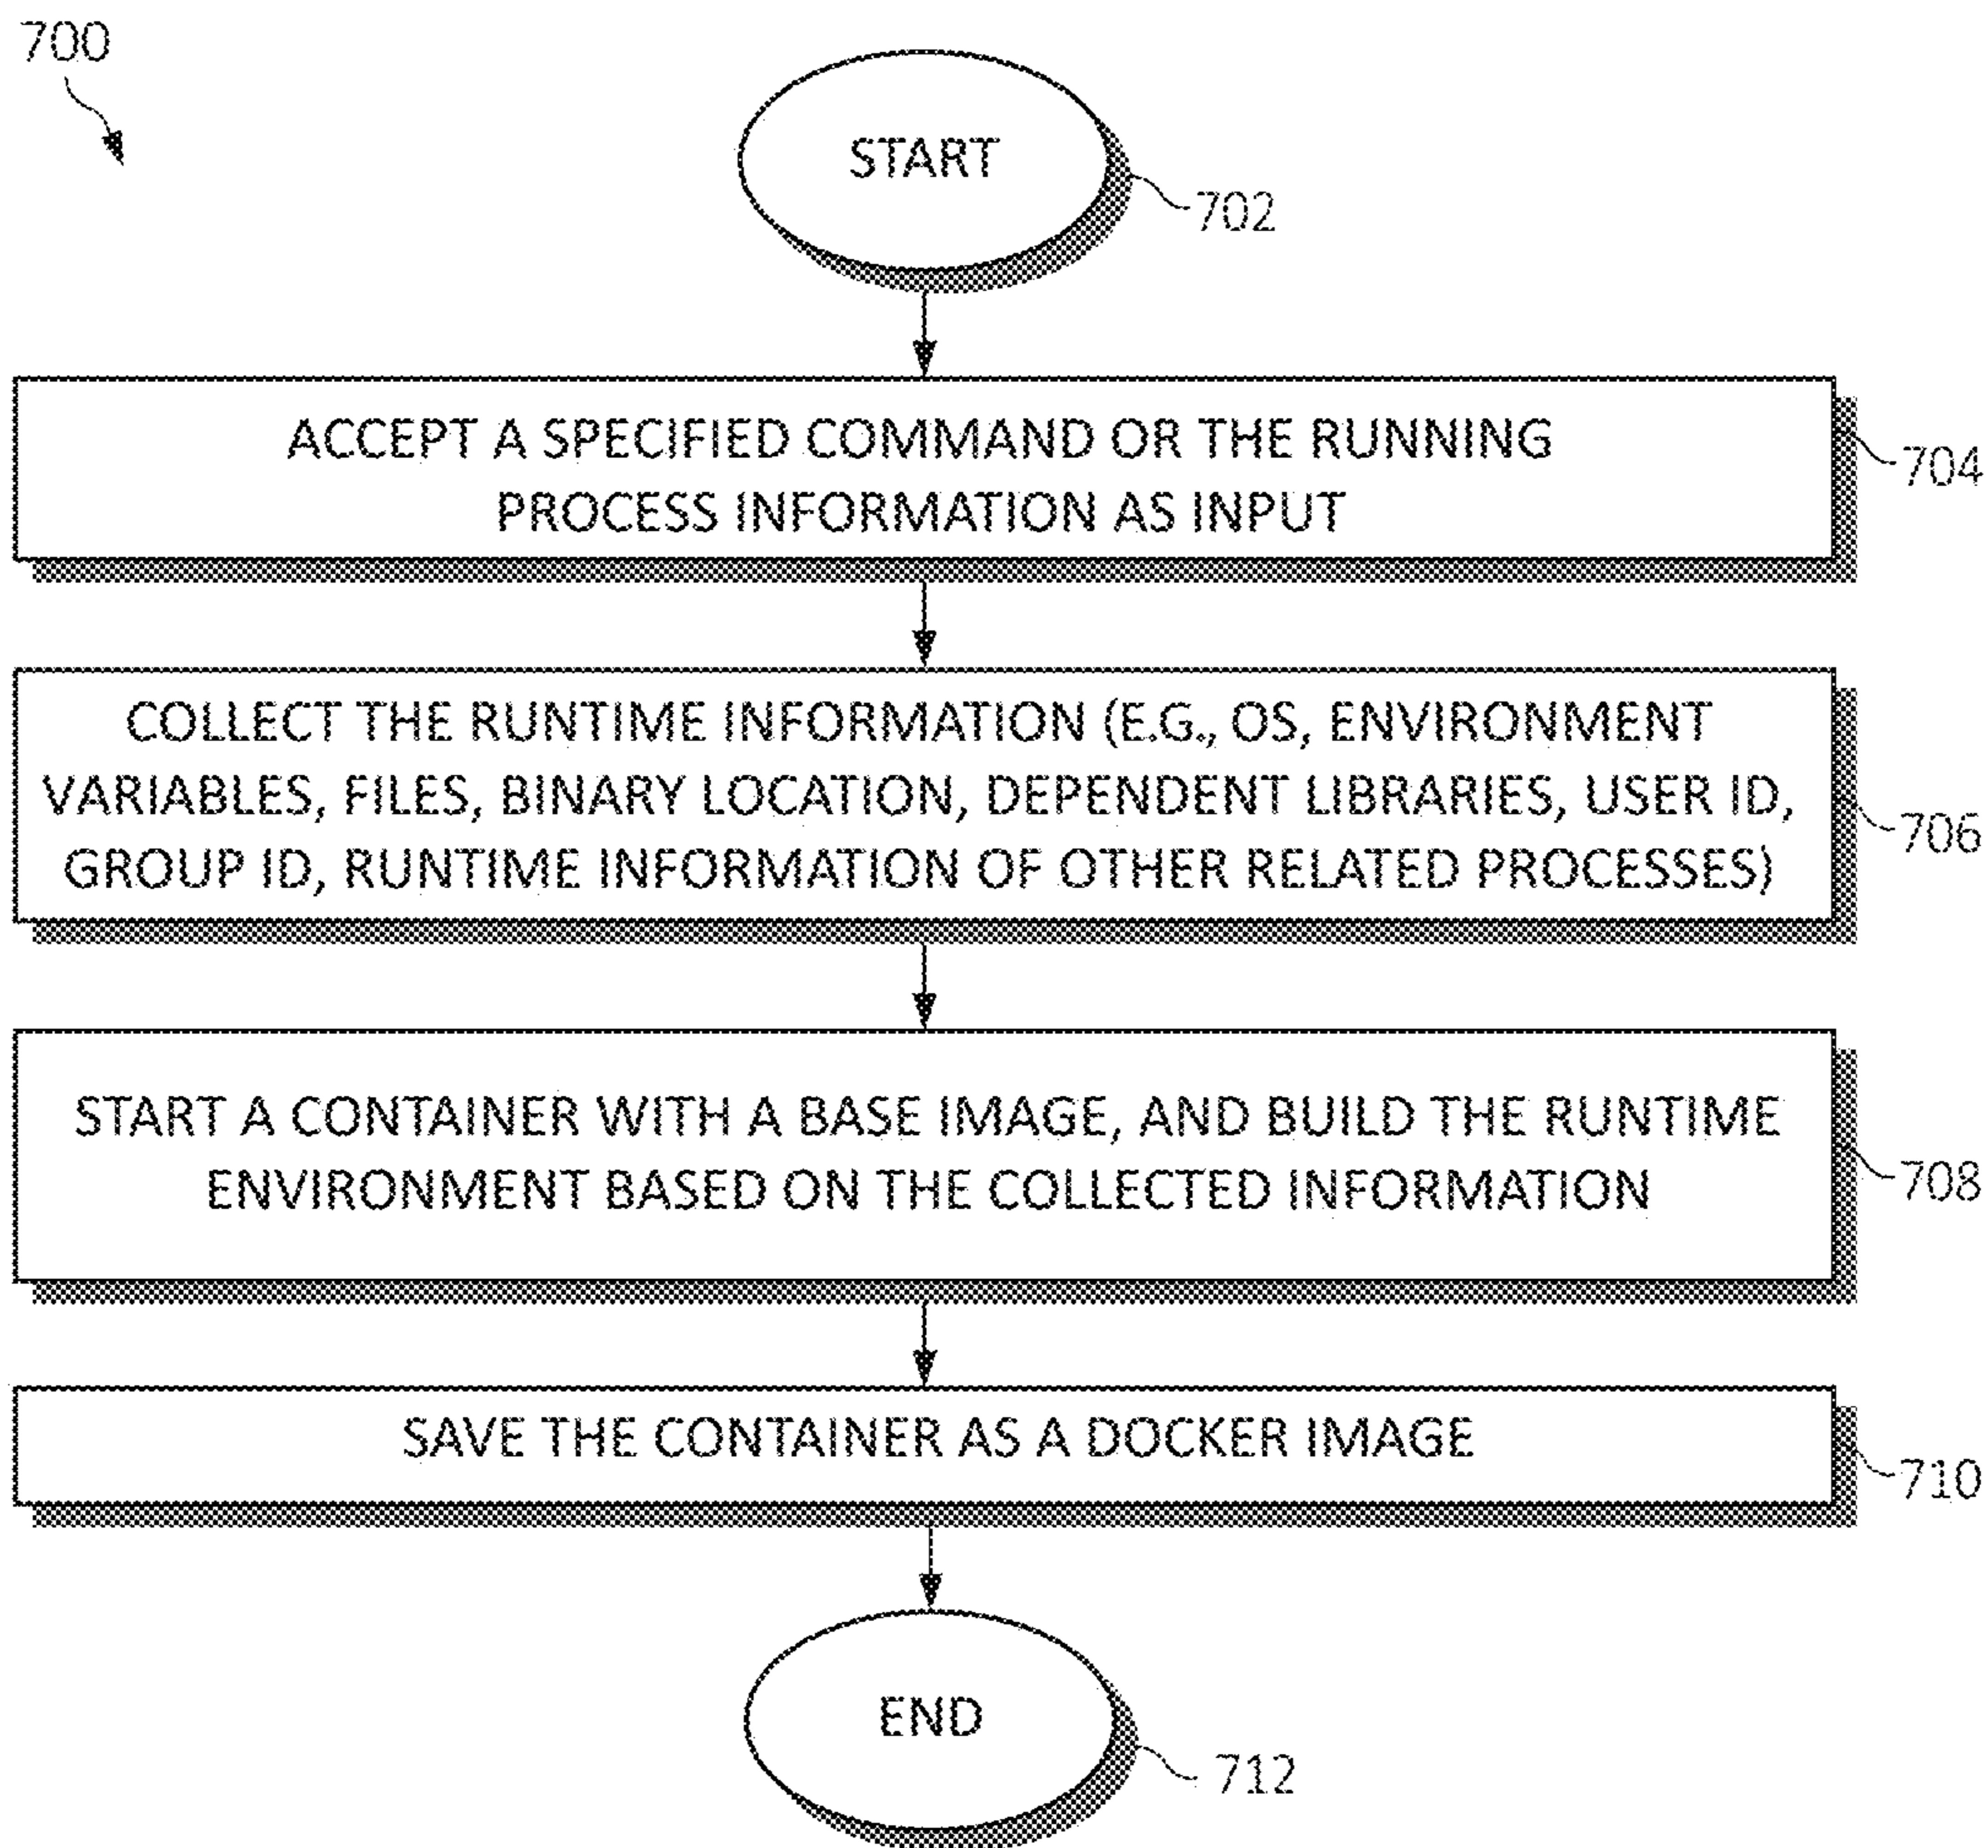 700
START
702
ACCEPT A SPECIFIED COMMAND OR THE RUNNING
PROCESS INFORMATION AS INPUT
704
COLLECT THE RUNTIME INFORMATION (E.G., OS, ENVIRONMENT
VARIABLES, FILES, BINARY LOCATION, DEPENDENT LIBRARIES, USER ID,
GROUP ID, RUNTIME INFORMATION OF OTHER RELATED PROCESSES)
706
START A CONTAINER WITH A BASE IMAGE, AND BUILD THE RUNTIME
ENVIRONMENT BASED ON THE COLLECTED INFORMATION
708
SAVE THE CONTAINER AS A DOCKER IMAGE
710
END
712